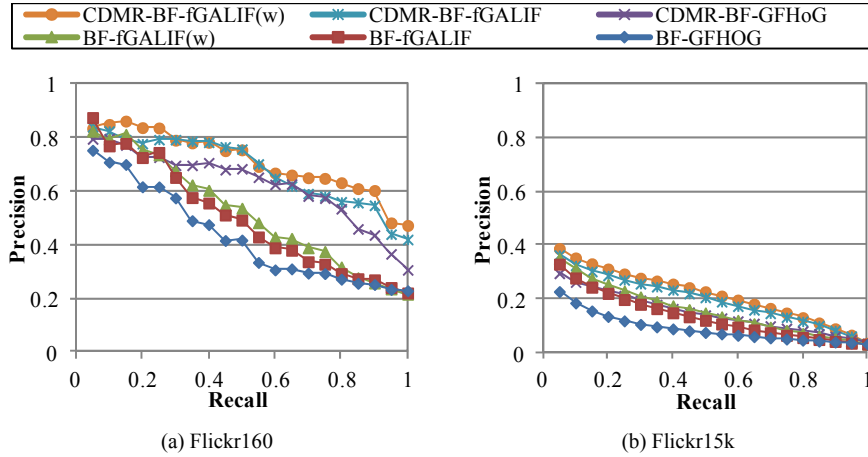 CDMR-BF-fGALIF(w) CDMR-BF-fGALIF CDMR-BF-GFHoG
BF-fGALIF(w) BF-fGALIF BF-GFHOG
1
0.8
0.6
0.4
0.2
0
Precision
0 0.2 0.4 0.6 0.8 1
Recall
(a) Flickr160
1
0.8
0.6
0.4
0.2
0
Precision
0 0.2 0.4 0.6 0.8 1
Recall
(b) Flickr15k